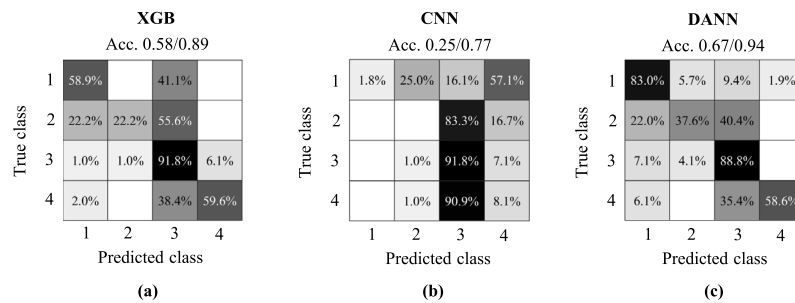 XGB
Acc. 0.58/0.89
True class
1 58.9% 41.1%
2 22.2% 22.2% 55.6%
3 1.0% 1.0% 91.8% 6.1%
4 2.0% 38.4% 59.6%
1 2 3 4
Predicted class
(a)
CNN
Acc. 0.25/0.77
True class
1 1.8% 25.0% 16.1% 57.1%
2 83.3% 16.7%
3 1.0% 91.8% 7.1%
4 1.0% 90.9% 8.1%
1 2 3 4
Predicted class
(b)
DANN
Acc. 0.67/0.94
True class
1 83.0% 5.7% 9.4% 1.9%
2 22.0% 37.6% 40.4%
3 7.1% 4.1% 88.8%
4 6.1% 35.4% 58.6%
1 2 3 4
Predicted class
(c)